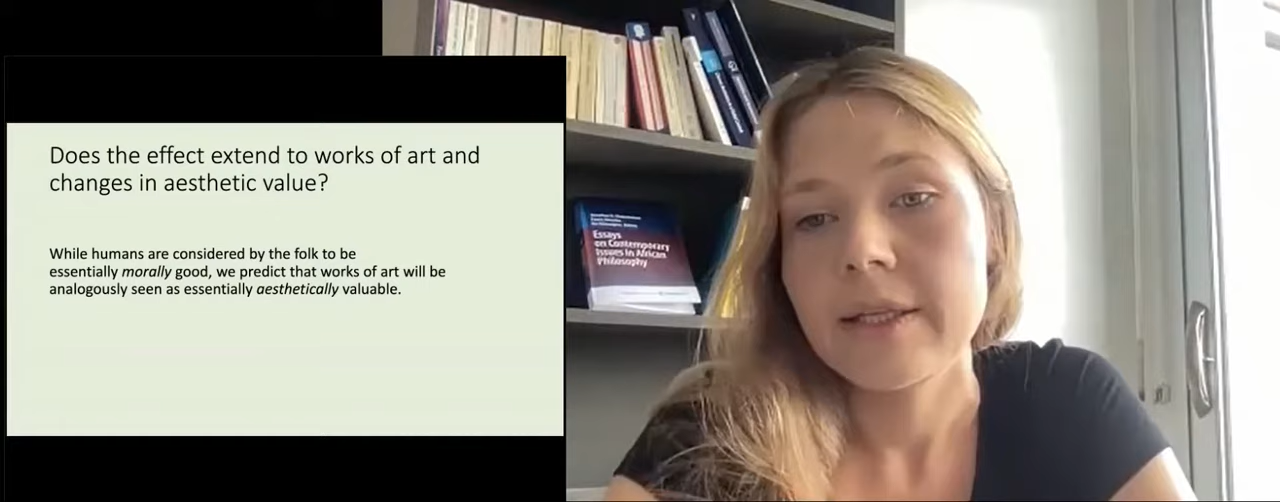 Does the effect extend to works of art and
changes in aesthetic value?
While humans are considered by the folk to be
essentially morally good, we predict that works of art will be
analogously seen as essentially aesthetically valuable.
Essays
on Contemporary
Issues in African
Philosophy